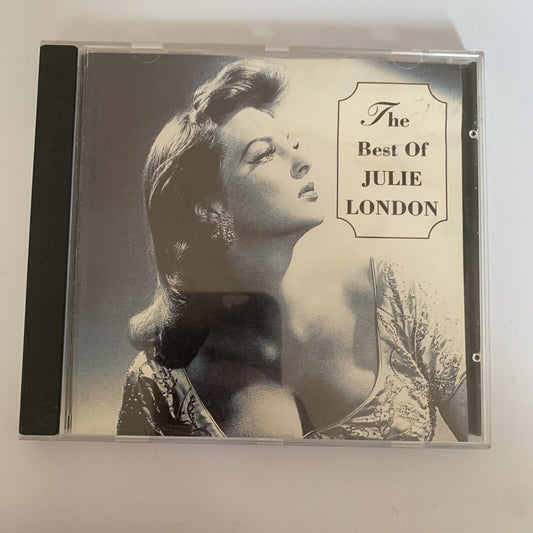 The
Best Of
JULIE
LONDON